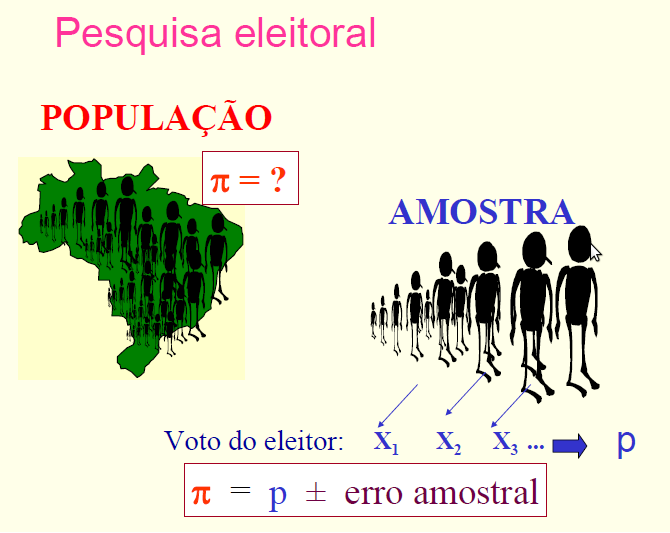 Pesquisa eleitoral
POPULAÇÃO
π = ?
AMOSTRA
Voto do eleitor: X₁ X₂ X₃ ... p
π = p ± erro amostral